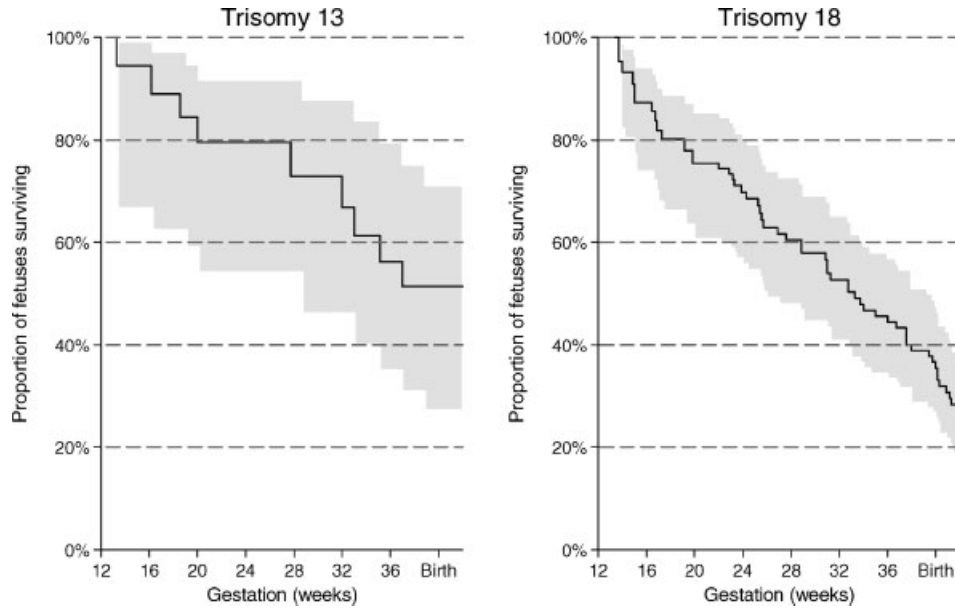 Trisomy 13
100%
80%
60%
40%
20%
0%
Proportion of fetuses surviving
12 16 20 24 28 32 36 Birth
Gestation (weeks)
Trisomy 18
100%
80%
60%
40%
20%
0%
Proportion of fetuses surviving
12 16 20 24 28 32 36 Birth
Gestation (weeks)